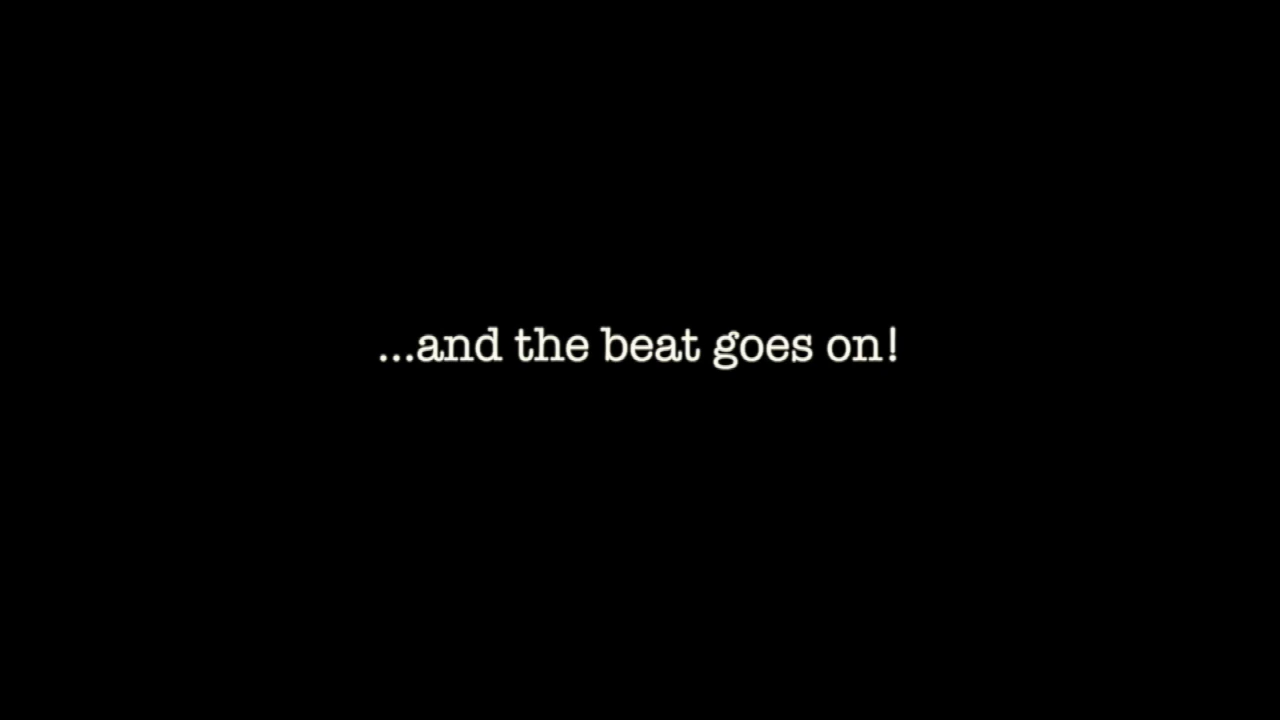 ...and the beat goes on!